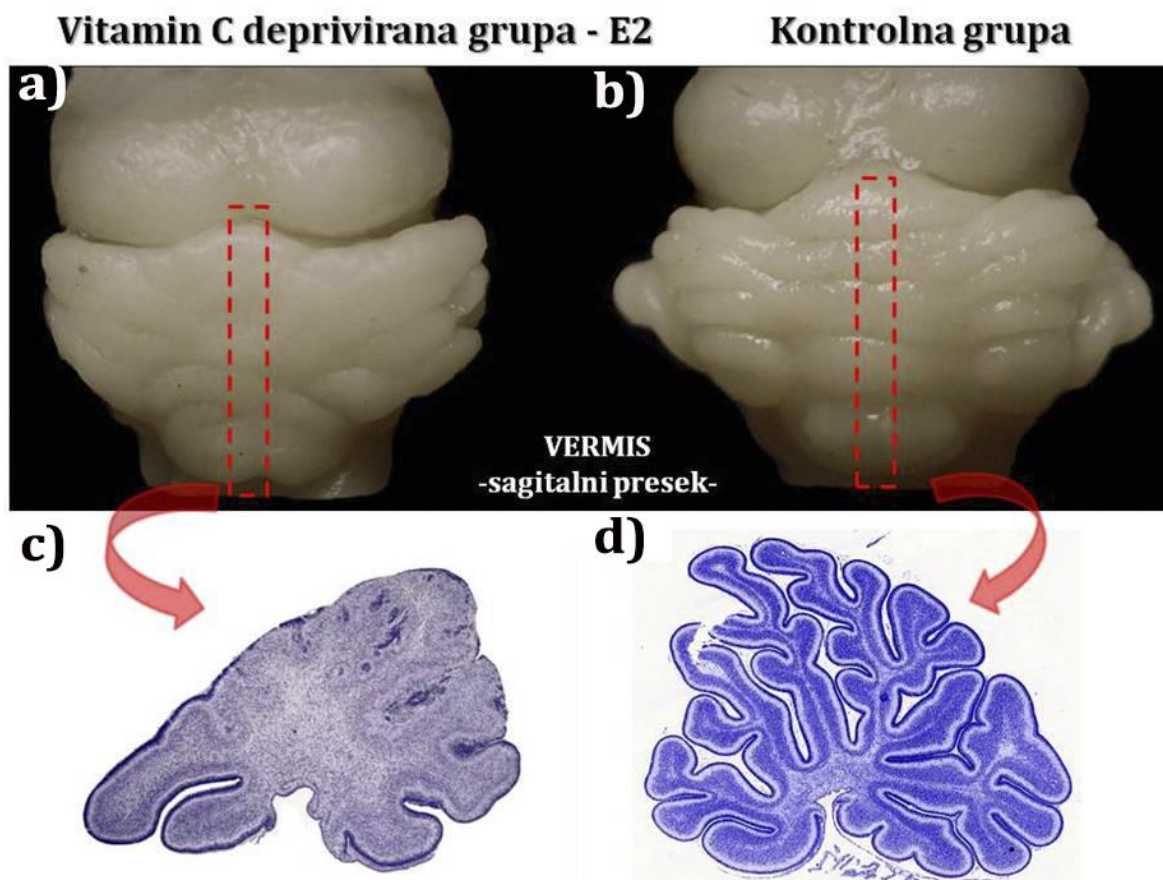 Vitamin C deprivirana grupa - E2
Kontrolna grupa
a)
b)
VERMIS
-sagitalni presek-
c)
d)